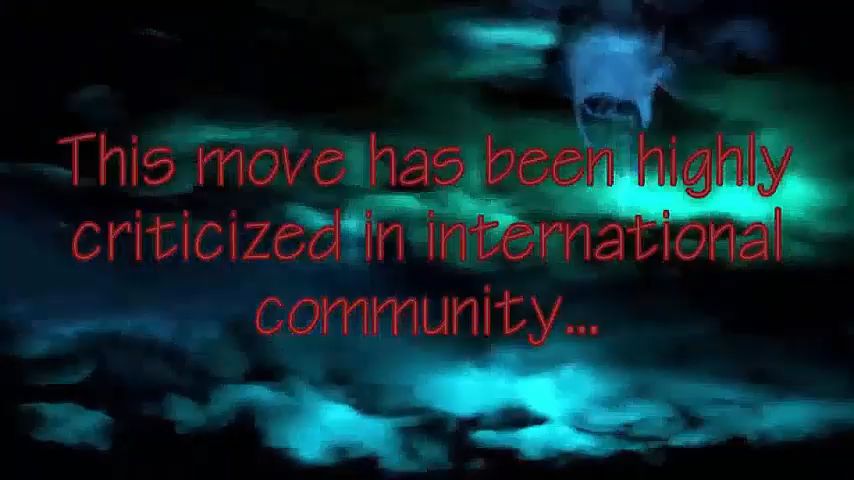 This move has been highly
criticized in international
community...